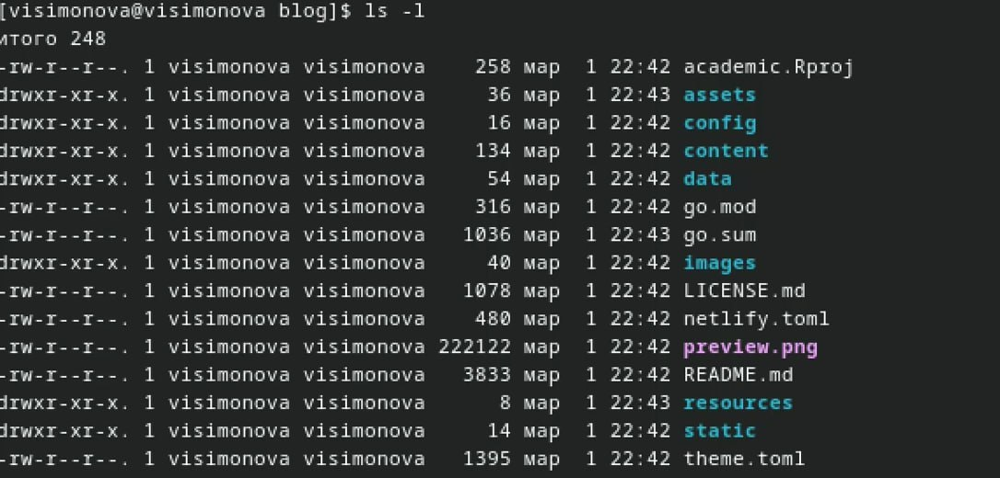 [visimonova@visimonova blog]$ ls -l
итого 248
-rw-r--r--. 1 visimonova visimonova    258 мар  1 22:42 academic.Rproj
drwxr-xr-x. 1 visimonova visimonova     36 мар  1 22:43 assets
drwxr-xr-x. 1 visimonova visimonova     16 мар  1 22:42 config
drwxr-xr-x. 1 visimonova visimonova    134 мар  1 22:42 content
drwxr-xr-x. 1 visimonova visimonova     54 мар  1 22:42 data
-rw-r--r--. 1 visimonova visimonova    316 мар  1 22:42 go.mod
-rw-r--r--. 1 visimonova visimonova   1036 мар  1 22:43 go.sum
drwxr-xr-x. 1 visimonova visimonova     40 мар  1 22:42 images
-rw-r--r--. 1 visimonova visimonova   1078 мар  1 22:42 LICENSE.md
-rw-r--r--. 1 visimonova visimonova    480 мар  1 22:42 netlify.toml
-rw-r--r--. 1 visimonova visimonova 222122 мар  1 22:42 preview.png
-rw-r--r--. 1 visimonova visimonova   3833 мар  1 22:42 README.md
drwxr-xr-x. 1 visimonova visimonova      8 мар  1 22:43 resources
drwxr-xr-x. 1 visimonova visimonova     14 мар  1 22:42 static
-rw-r--r--. 1 visimonova visimonova   1395 мар  1 22:42 theme.toml